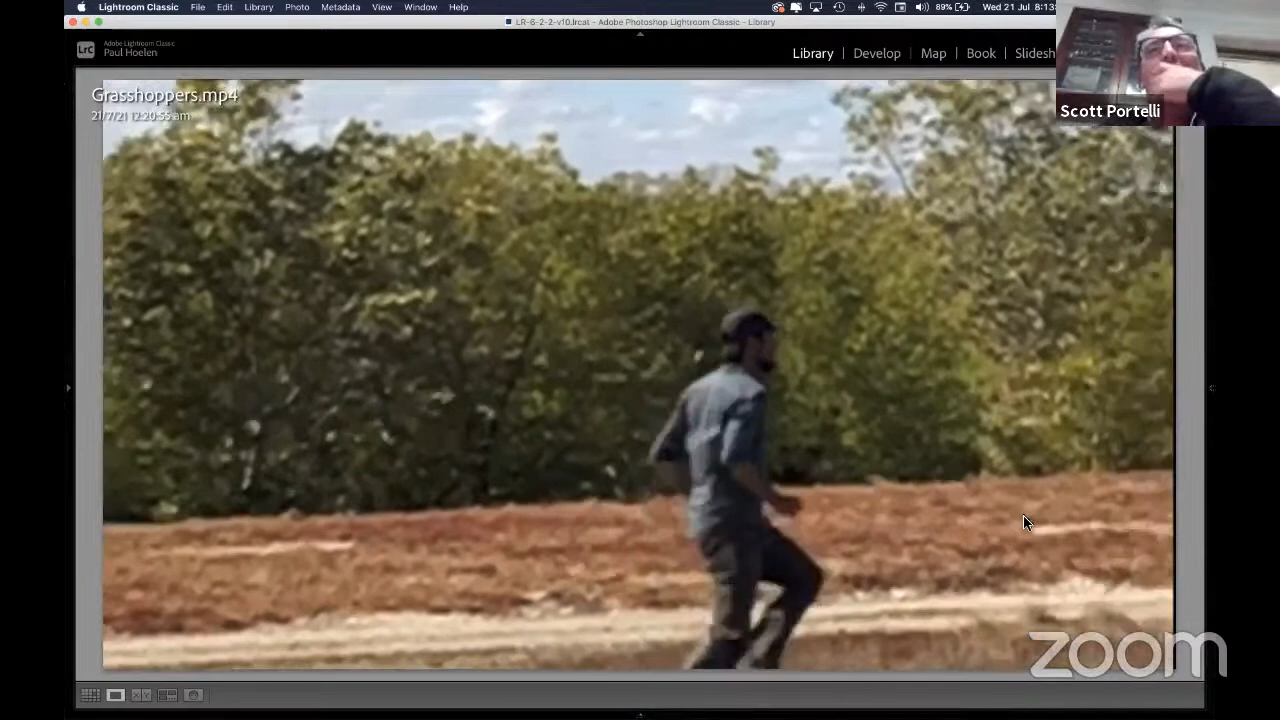 Lightroom Classic File Edit Library Photo Metadata View Window Help 89% Wed 21 Jul 8:13:
LR-6-2-2-v10.lrcat - Adobe Photoshop Lightroom Classic - Library
LrC Adobe Lightroom Classic
Paul Hoelen
Library Develop Map Book Slidesh
Grasshoppers.mp4
21/7/21 12:20:55 am
Scott Portelli
XY
zoom